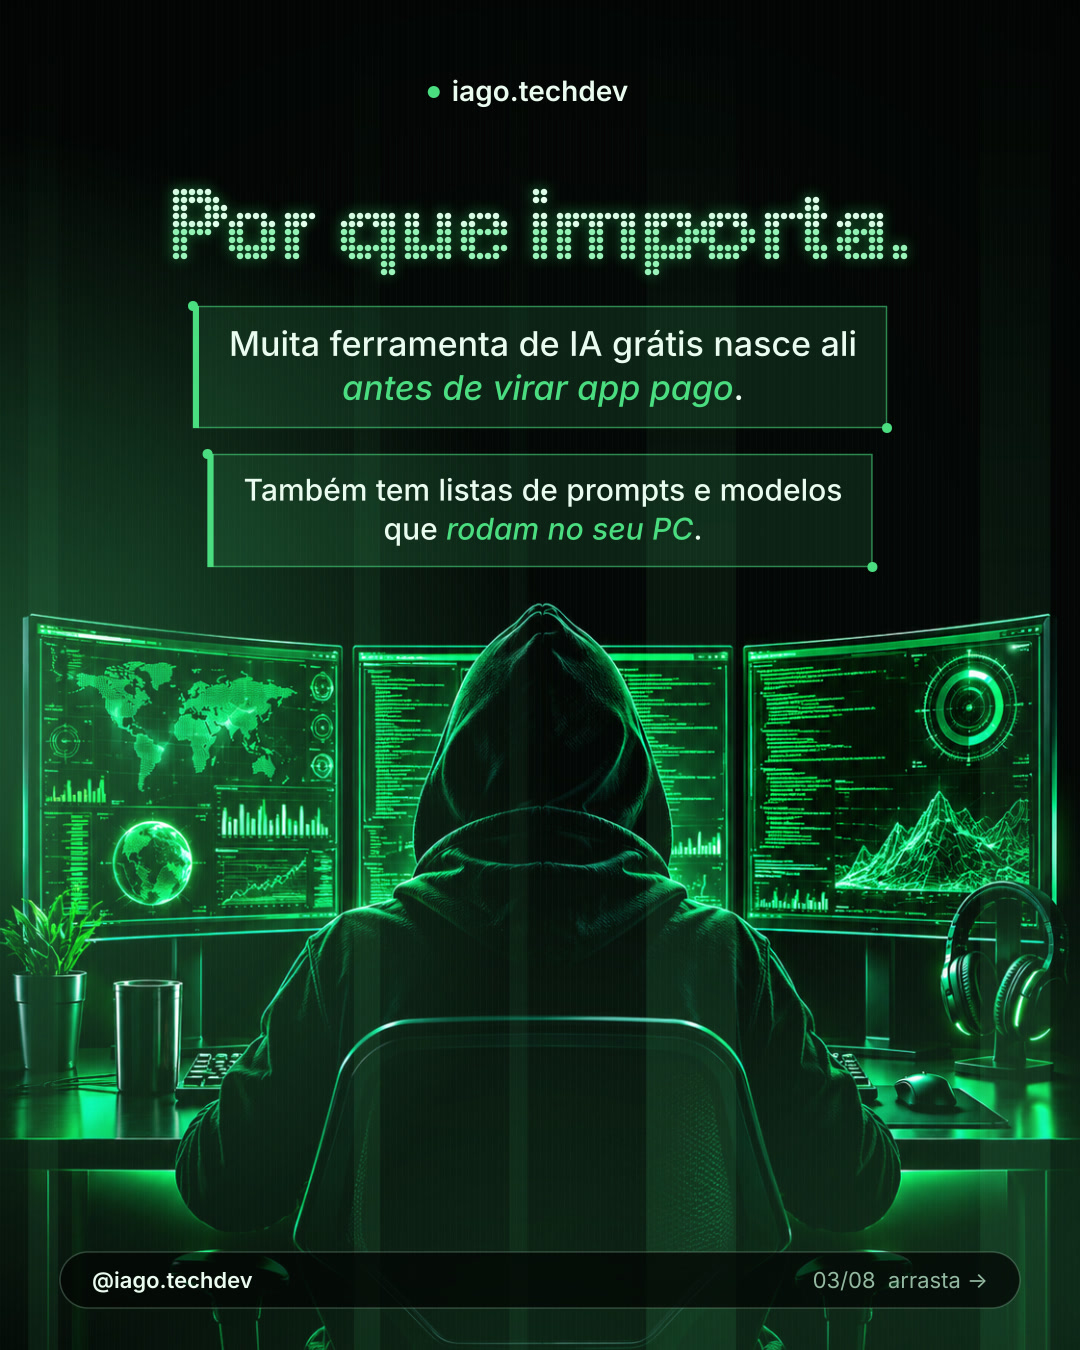 iago.techdev
Por que importa.
Muita ferramenta de IA grátis nasce ali
antes de virar app pago.
Também tem listas de prompts e modelos
que rodam no seu PC.
@iago.techdev
03/08 arrasta →